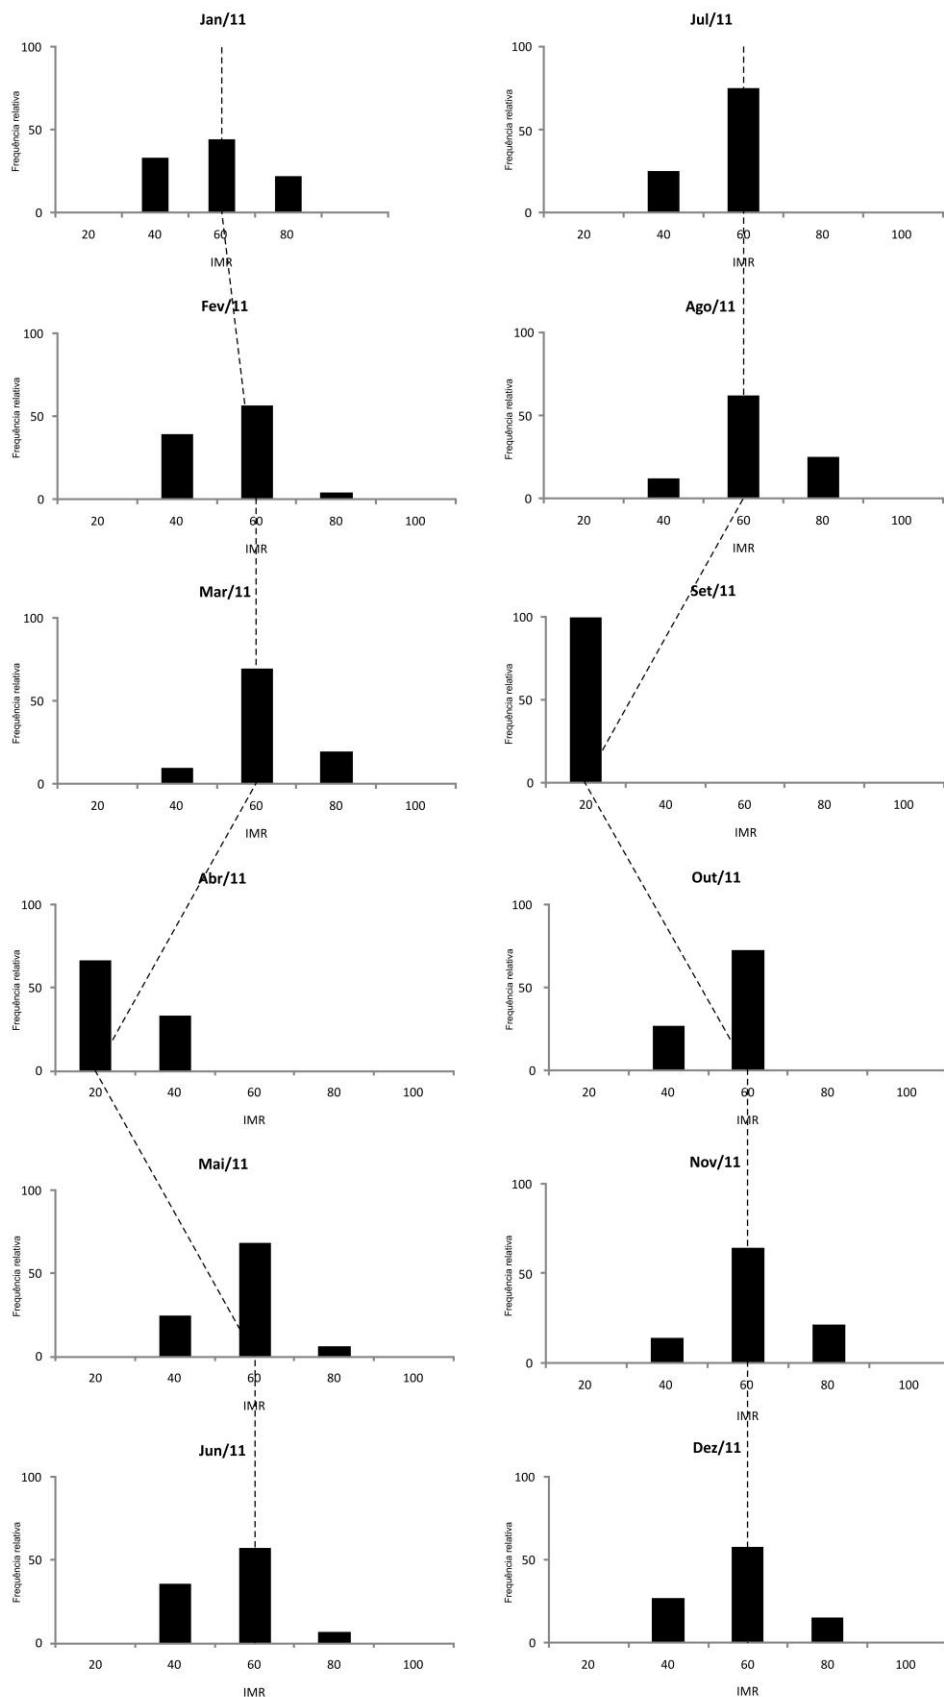 Jan/11
100
50
0
Frequência relativa
20 40 60 80
IMR
Fev/11
100
50
0
Frequência relativa
20 40 60 80 100
IMR
Mar/11
100
50
0
Frequência relativa
20 40 60 80 100
IMR
Abr/11
100
50
0
Frequência relativa
20 40 60 80 100
IMR
Mai/11
100
50
0
Frequência relativa
20 40 60 80 100
IMR
Jun/11
100
50
0
Frequência relativa
20 40 60 80 100
IMR
Jul/11
100
50
0
Frequência relativa
20 40 60 80 100
IMR
Ago/11
100
50
0
Frequência relativa
20 40 60 80 100
IMR
Set/11
100
50
0
Frequência relativa
20 40 60 80 100
IMR
Out/11
100
50
0
Frequência relativa
20 40 60 80 100
IMR
Nov/11
100
50
0
Frequência relativa
20 40 60 80 100
IMR
Dez/11
100
50
0
Frequência relativa
20 40 60 80 100
IMR